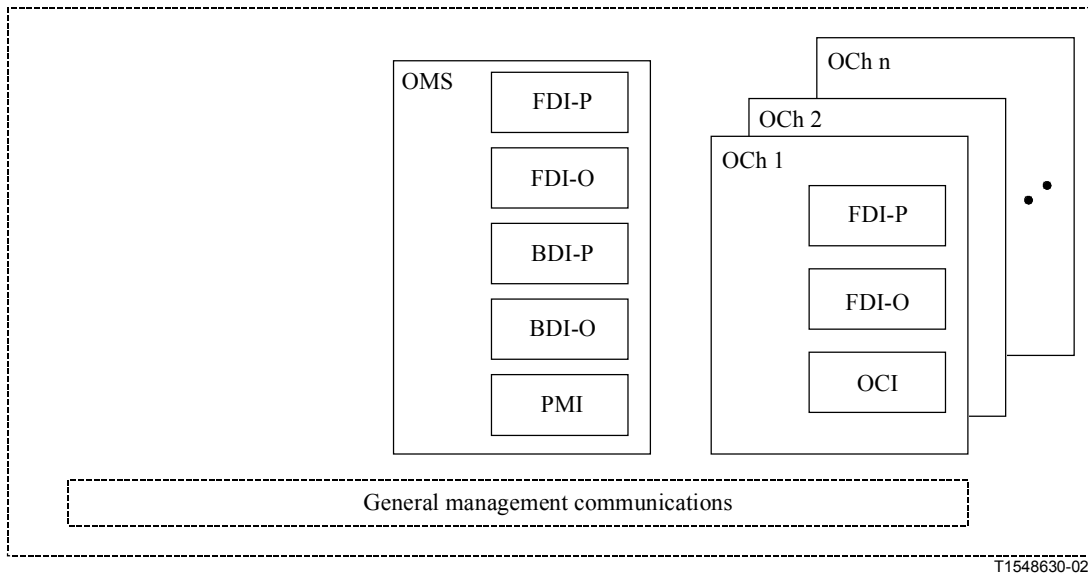 OMS
FDI-P
FDI-O
BDI-P
BDI-O
PMI
OCh n
OCh 2
OCh 1
FDI-P
FDI-O
OCI
General management communications
T1548630-02